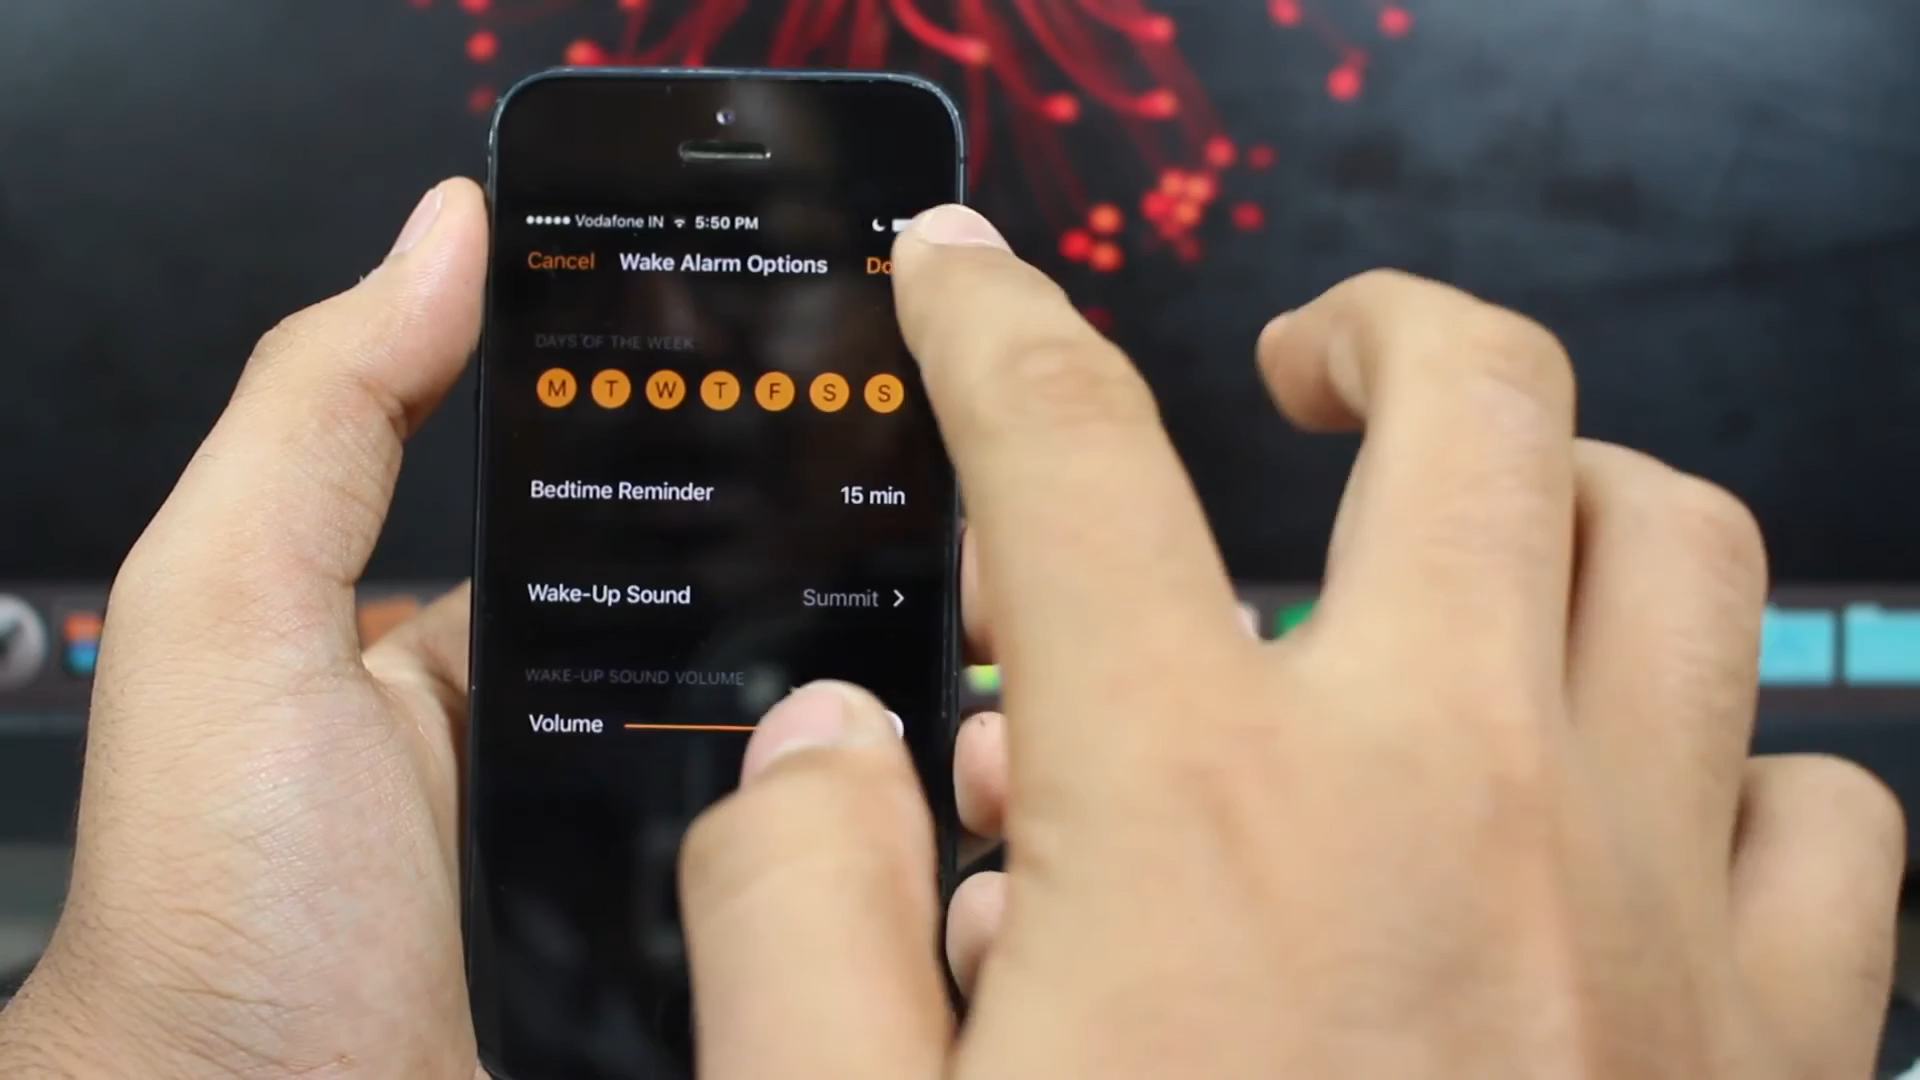 Vodafone IN 5:50 PM
Cancel Wake Alarm Options Do
DAYS OF THE WEEK
M T W T F S S
Bedtime Reminder 15 min
Wake-Up Sound Summit
WAKE-UP SOUND VOLUME
Volume